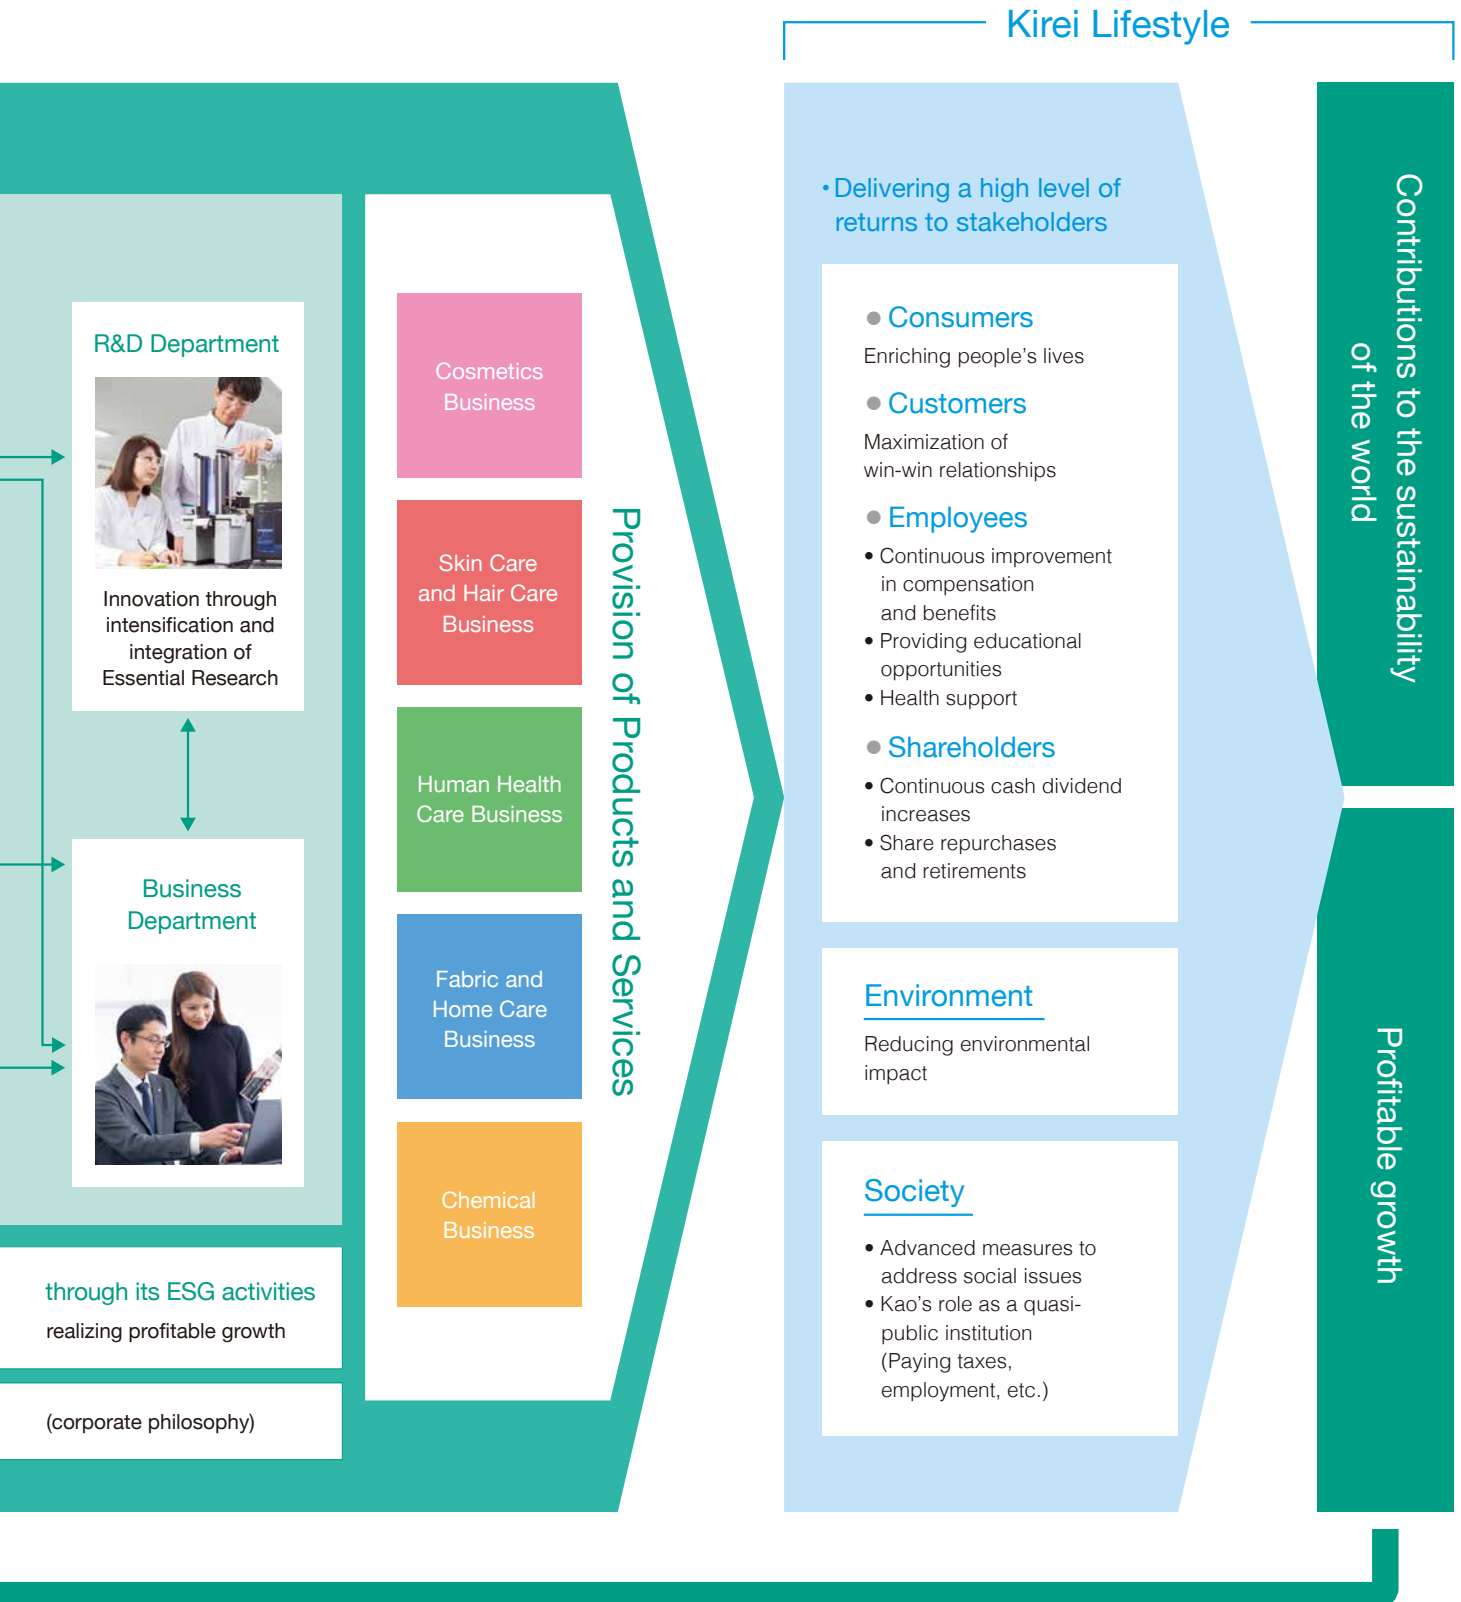 Kirei Lifestyle
R&D Department
Innovation through
intensification and
integration of
Essential Research
Business
Department
through its ESG activities
realizing profitable growth
(corporate philosophy)
Cosmetics
Business
Skin Care
and Hair Care
Business
Human Health
Care Business
Fabric and
Home Care
Business
Chemical
Business
Provision of Products and Services
・Delivering a high level of
returns to stakeholders
● Consumers
Enriching people’s lives
● Customers
Maximization of
win-win relationships
● Employees
• Continuous improvement
in compensation
and benefits
• Providing educational
opportunities
• Health support
● Shareholders
• Continuous cash dividend
increases
• Share repurchases
and retirements
Environment
Reducing environmental
impact
Society
• Advanced measures to
address social issues
• Kao’s role as a quasi-
public institution
(Paying taxes,
employment, etc.)
Contributions to the sustainability
of the world
Profitable growth